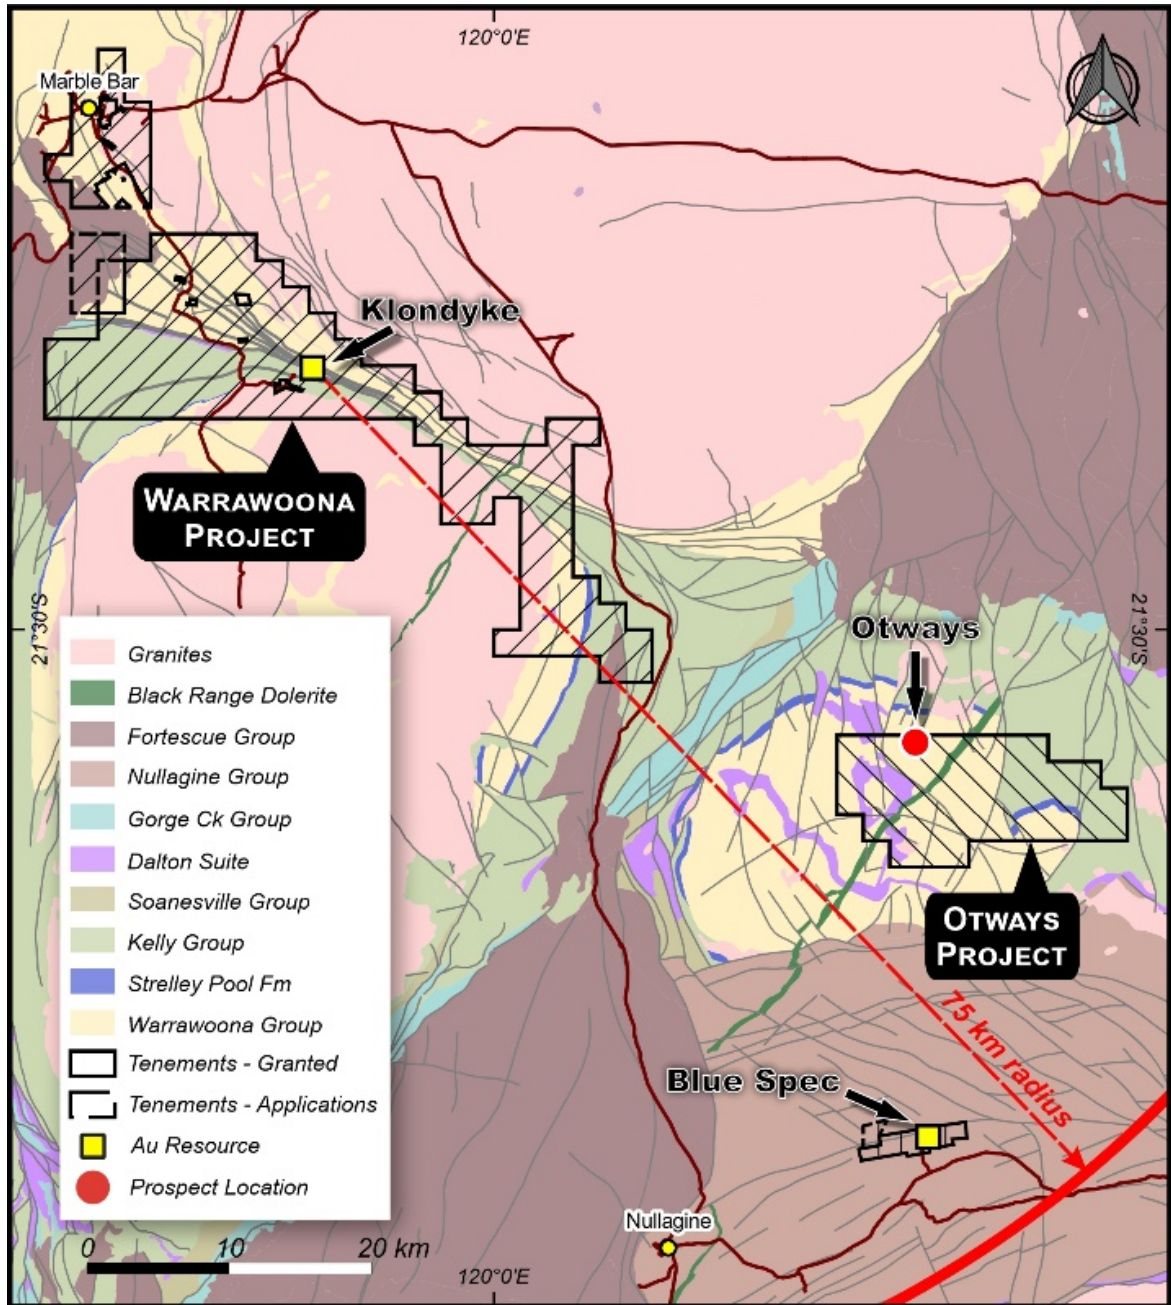 120°0'E
Marble Bar
Klondyke
WARRAWOONA
PROJECT
21°30'S
21°30'S
Otways
Granites
Black Range Dolerite
Fortescue Group
Nullagine Group
Gorge Ck Group
Dalton Suite
Soanesville Group
Kelly Group
Strelley Pool Fm
Warrawoona Group
Tenements - Granted
Tenements - Applications
Au Resource
Prospect Location
OTWAYS
PROJECT
75 km radius
Blue Spec
Nullagine
0 10 20 km
120°0'E